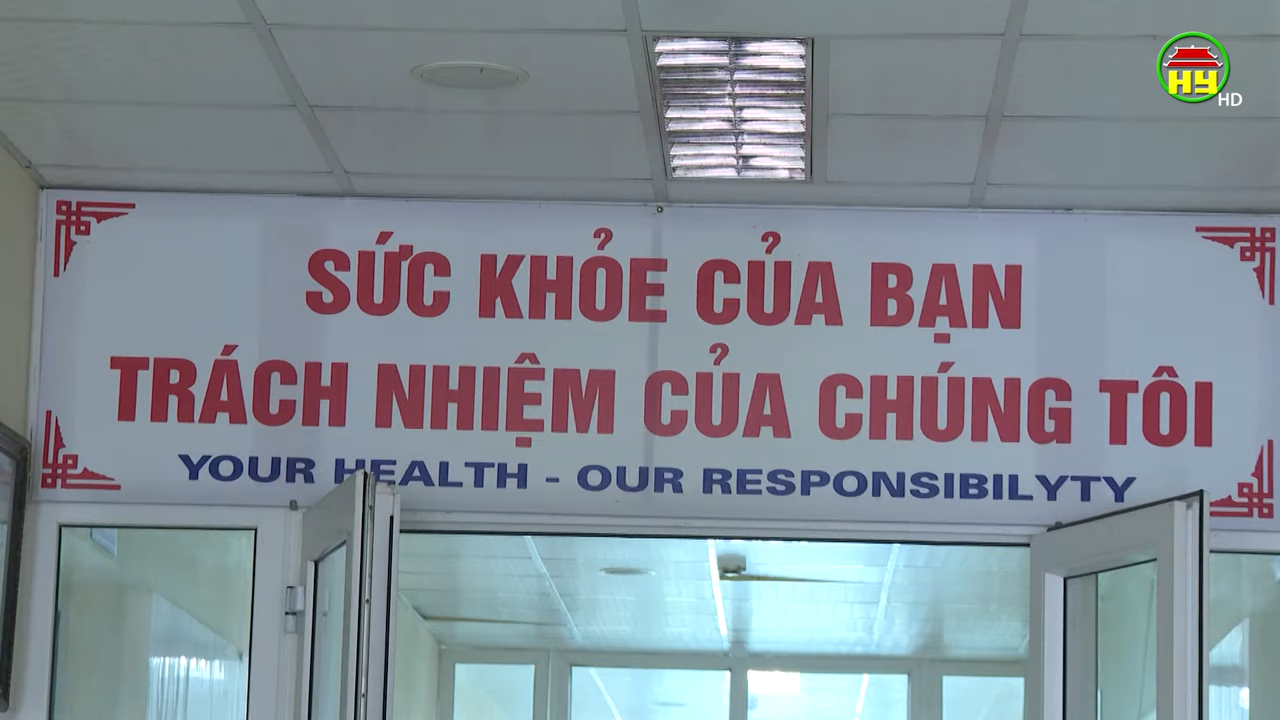 HY HD
SỨC KHỎE CỦA BẠN
TRÁCH NHIỆM CỦA CHÚNG TÔI
YOUR HEALTH - OUR RESPONSIBILYTY